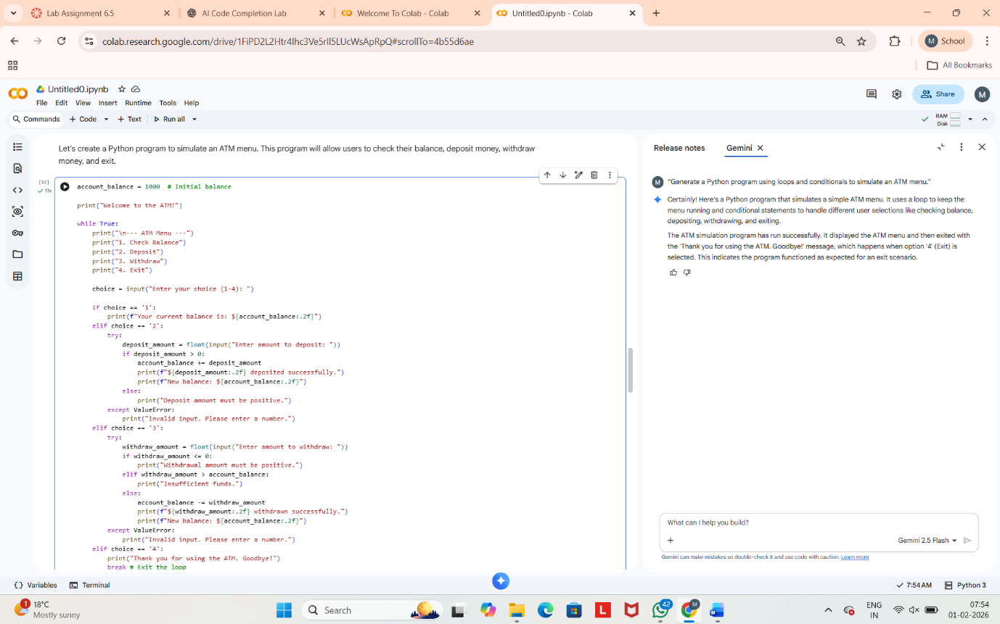 Lab Assignment 6.5
AI Code Completion Lab
Welcome To Colab - Colab
Untitled0.ipynb - Colab
colab.research.google.com/drive/1FiPD2L2Htr4Ihc3Ve5rIl5LUcWsApRpQ#scrollTo=4b55d6ae
M School
All Bookmarks
Untitled0.ipynb
File Edit View Insert Runtime Tools Help
Share
M
Commands + Code + Text Run all
RAM
Disk
Let's create a Python program to simulate an ATM menu. This program will allow users to check their balance, deposit money, withdraw
money, and exit.
[12]
11s
account_balance = 1000  # Initial balance
print("Welcome to the ATM!")
while True:
    print("\n--- ATM Menu ---")
    print("1. Check Balance")
    print("2. Deposit")
    print("3. Withdraw")
    print("4. Exit")
    choice = input("Enter your choice (1-4): ")
    if choice == '1':
        print(f"Your current balance is: ${account_balance:.2f}")
    elif choice == '2':
        try:
            deposit_amount = float(input("Enter amount to deposit: "))
            if deposit_amount > 0:
                account_balance += deposit_amount
                print(f"${deposit_amount:.2f} deposited successfully.")
                print(f"New balance: ${account_balance:.2f}")
            else:
                print("Deposit amount must be positive.")
        except ValueError:
            print("Invalid input. Please enter a number.")
    elif choice == '3':
        try:
            withdraw_amount = float(input("Enter amount to withdraw: "))
            if withdraw_amount <= 0:
                print("Withdrawal amount must be positive.")
            elif withdraw_amount > account_balance:
                print("Insufficient funds.")
            else:
                account_balance -= withdraw_amount
                print(f"${withdraw_amount:.2f} withdrawn successfully.")
                print(f"New balance: ${account_balance:.2f}")
        except ValueError:
            print("Invalid input. Please enter a number.")
    elif choice == '4':
        print("Thank you for using the ATM. Goodbye!")
        break # Exit the loop
Release notes
Gemini
M
“Generate a Python program using loops and conditionals to simulate an ATM menu.”
Certainly! Here's a Python program that simulates a simple ATM menu. It uses a loop to keep the
menu running and conditional statements to handle different user selections like checking balance,
depositing, withdrawing, and exiting.
The ATM simulation program has run successfully. It displayed the ATM menu and then exited with
the 'Thank you for using the ATM. Goodbye!' message, which happens when option '4' (Exit) is
selected. This indicates the program functioned as expected for an exit scenario.
What can I help you build?
Gemini 2.5 Flash
Gemini can make mistakes so double-check it and use code with caution. Learn more
Variables
Terminal
7:54 AM
Python 3
1
18°C
Mostly sunny
Search
L
42
M
W
ENG
IN
07:54
01-02-2026